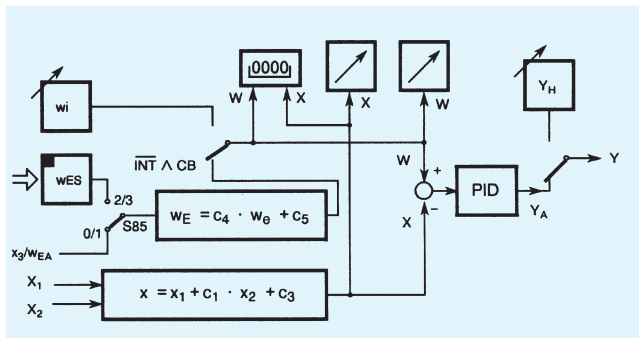 0000
W X
X
W
wi
Y_H
INT ∧ CB
W
+
Y
wES
2/3
PID
Y_A
S85
0/1
w_E = c_4 · w_e + c_5
X
−
x_3/w_EA
X_1
X_2
x = x_1 + c_1 · x_2 + c_3